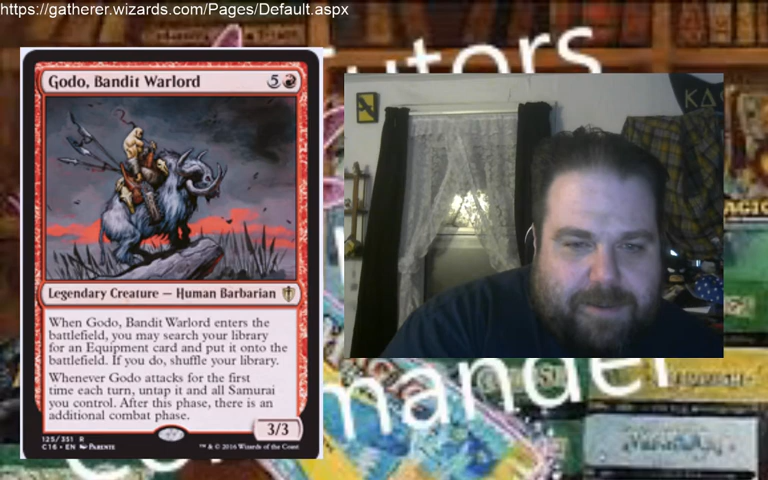 https://gatherer.wizards.com/Pages/Default.aspx
Tutors
Godo, Bandit Warlord 5
ΚΔ
Legendary Creature — Human Barbarian
When Godo, Bandit Warlord enters the
battlefield, you may search your library
for an Equipment card and put it onto the
battlefield. If you do, shuffle your library.
Whenever Godo attacks for the first
time each turn, untap it and all Samurai
you control. After this phase, there is an
additional combat phase.
3/3
125/351 R
C16 • EN Parente
™ & © 2016 Wizards of the Coast